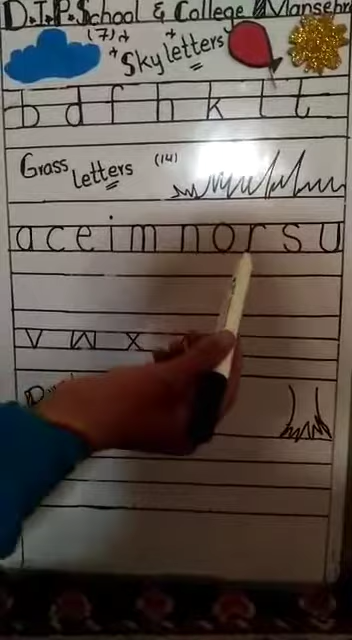 D.J.P. School & College Mansehr
(7)
Sky letters
b d f h k l t
Grass letters (14)
a c e i m n o r s u
v w x